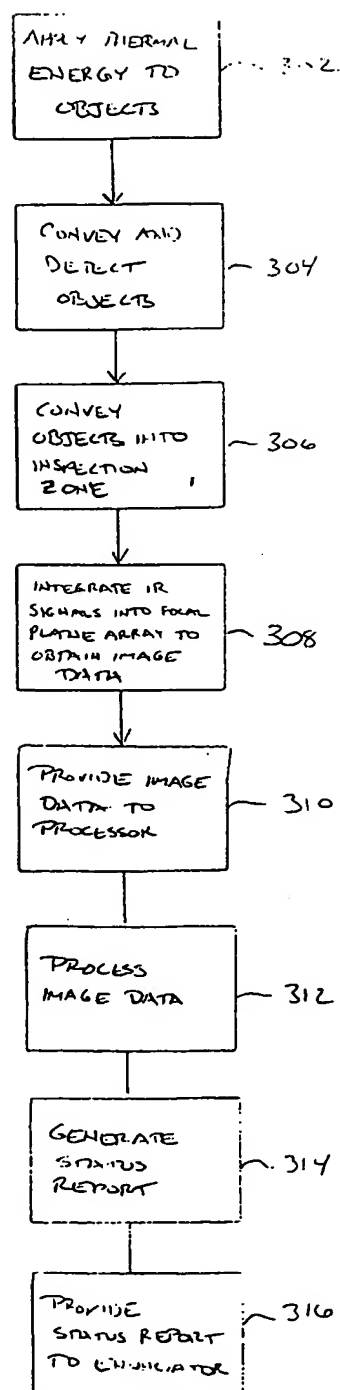 APPLY THERMAL
ENERGY TO
OBJECTS
302
CONVEY AND
DETECT
OBJECTS
304
CONVEY
OBJECTS INTO
INSPECTION
ZONE
306
INTEGRATE IR
SIGNALS INTO FOCAL
PLANE ARRAY TO
OBTAIN IMAGE
DATA
308
PROVIDE IMAGE
DATA TO
PROCESSOR
310
PROCESS
IMAGE DATA
312
GENERATE
STATUS
REPORT
314
PROVIDE
STATUS REPORT
TO ENUNCIATOR
316